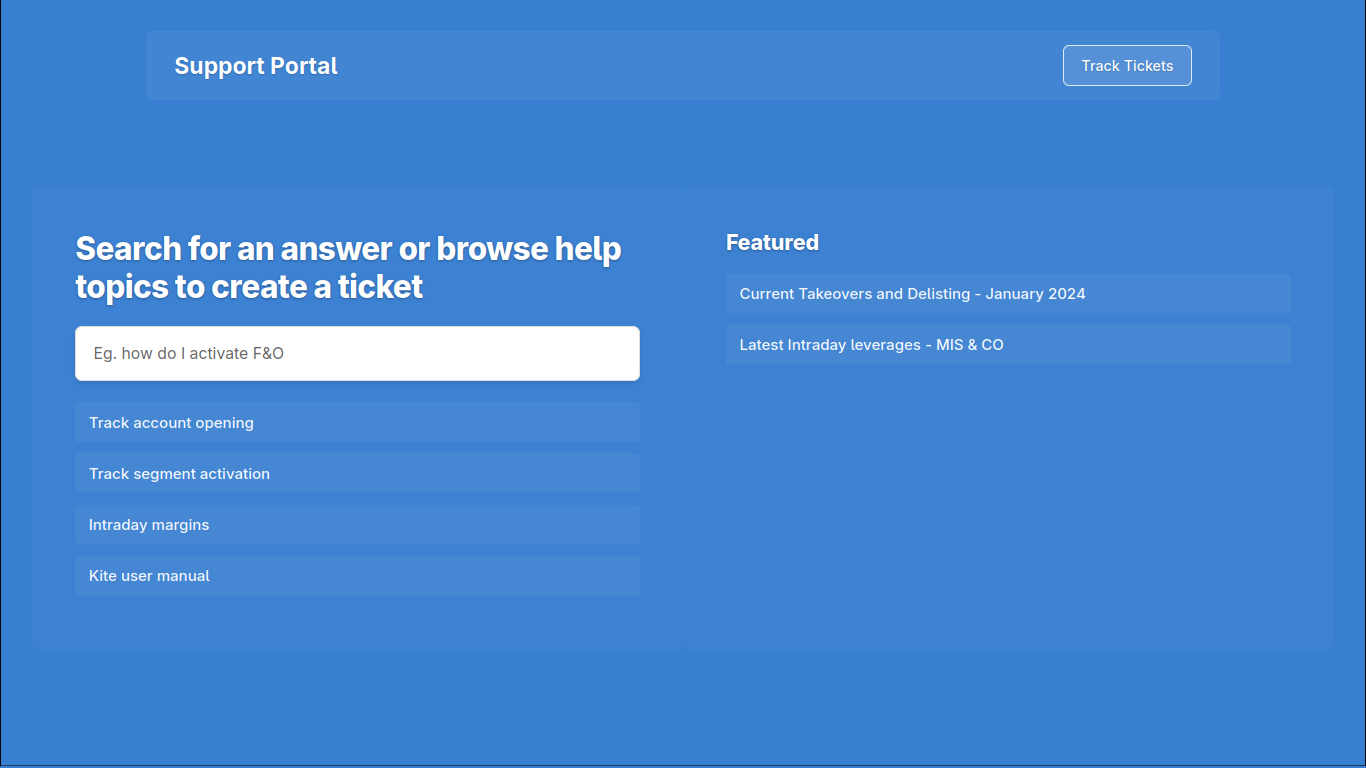 Support Portal
Track Tickets
Search for an answer or browse help
topics to create a ticket
Eg. how do I activate F&O
Track account opening
Track segment activation
Intraday margins
Kite user manual
Featured
Current Takeovers and Delisting - January 2024
Latest Intraday leverages - MIS & CO